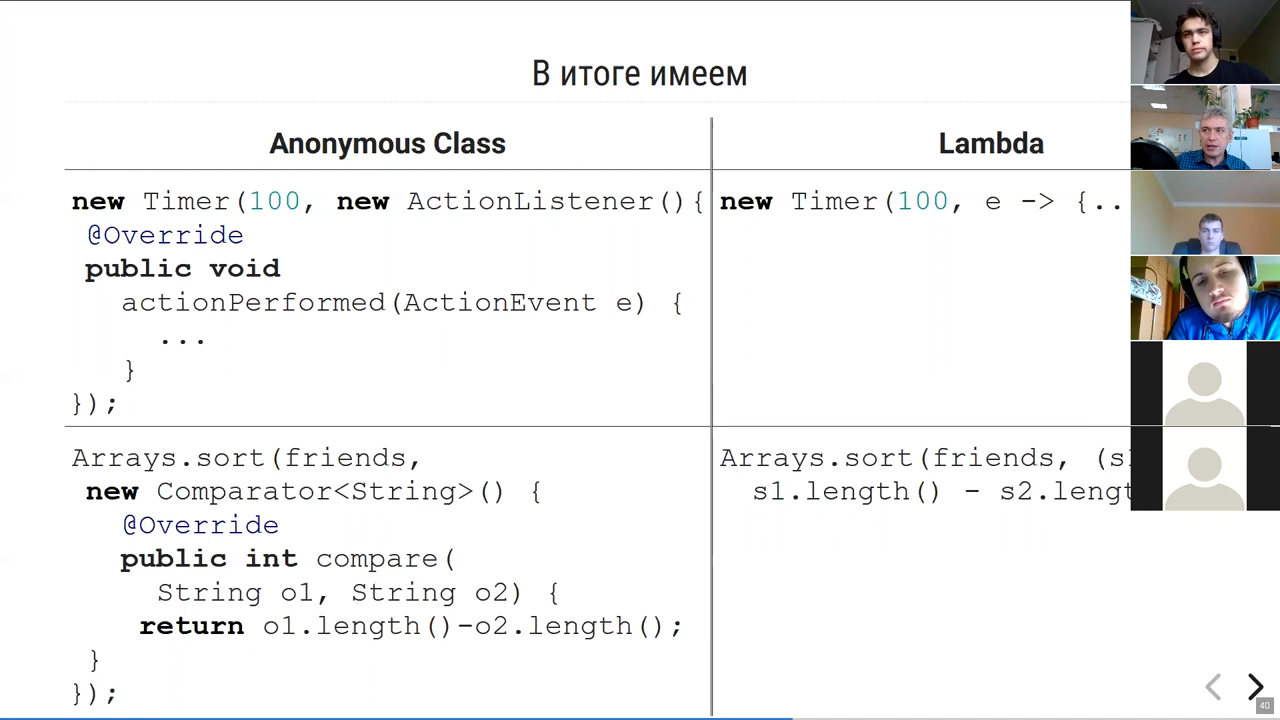 В итоге имеем
Anonymous Class
Lambda
new Timer(100, new ActionListener(){
@Override
public void
actionPerformed(ActionEvent e) {
...
}
});
new Timer(100, e -> {..
Arrays.sort(friends,
new Comparator<String>() {
@Override
public int compare(
String o1, String o2) {
return o1.length()-o2.length();
}
});
Arrays.sort(friends, (s
s1.length() - s2.lengt
40